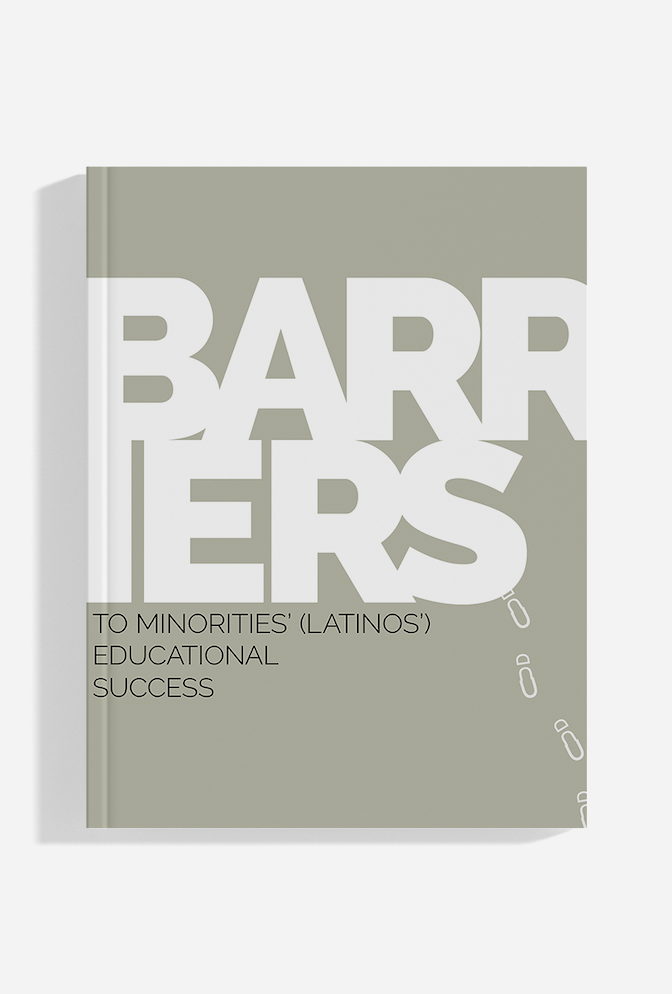 BARR
IERS
TO MINORITIES’ (LATINOS’)
EDUCATIONAL
SUCCESS